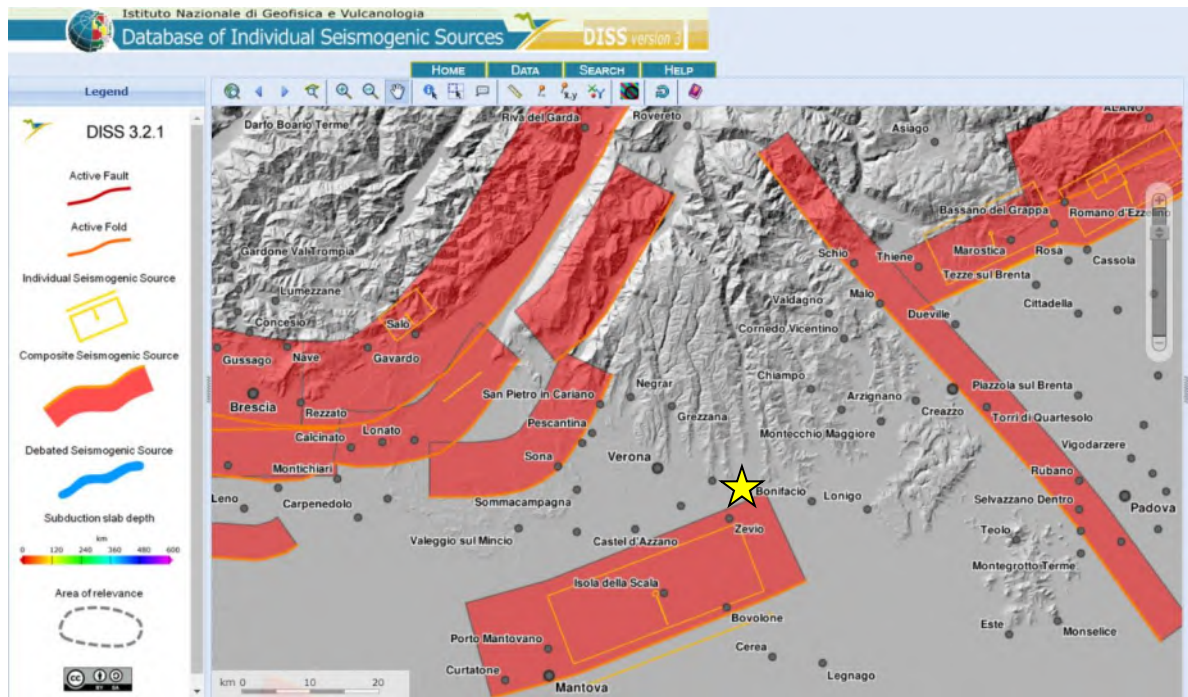 Istituto Nazionale di Geofisica e Vulcanologia
Database of Individual Seismogenic Sources
DISS version 3
HOME DATA SEARCH HELP
Legend
DISS 3.2.1
Active Fault
Active Fold
Individual Seismogenic Source
Composite Seismogenic Source
Debated Seismogenic Source
Subduction slab depth
km
0 120 240 360 480 600
Area of relevance
cc BY SA
Darfo Boario Terme
Riva del Garda
Rovereto
Asiago
ALANO
Bassano del Grappa
Romano d'Ezzelino
Gardone Val Trompia
Marostica
Rosa
Schio
Thiene
Cassola
Tezze sul Brenta
Lumezzane
Valdagno
Malo
Cittadella
Concesio
Salo
Dueville
Cornedo Vicentino
Gussago
Nave
Gavardo
Chiampo
Piazzola sul Brenta
San Pietro in Cariano
Negrar
Arzignano
Brescia
Rezzato
Grezzana
Creazzo
Torri di Quartesolo
Pescantina
Lonato
Calcinato
Montecchio Maggiore
Vigodarzere
Sona
Verona
Montichiari
Rubano
Bonifacio
Lonigo
Selvazzano Dentro
Leno
Carpenedolo
Sommacampagna
Padova
Zevio
Teolo
Valeggio sul Mincio
Castel d'Azzano
Montegrotto Terme
Isola della Scala
Bovolone
Este
Monselice
Porto Mantovano
Cerea
Legnago
Curtatone
Mantova
km 0 10 20